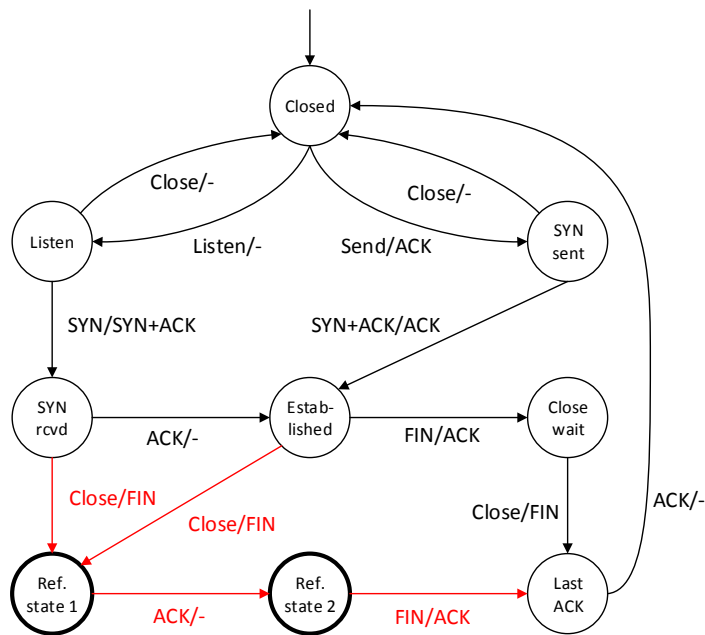 Closed
Close/-
Close/-
Listen
SYN
sent
Listen/-
Send/ACK
SYN/SYN+ACK
SYN+ACK/ACK
SYN
rcvd
Estab-
lished
Close
wait
ACK/-
FIN/ACK
Close/FIN
Close/FIN
Close/FIN
ACK/-
Ref.
state 1
Ref.
state 2
Last
ACK
ACK/-
FIN/ACK